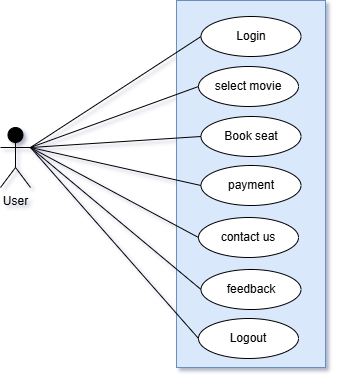 Login
select movie
Book seat
payment
User
contact us
feedback
Logout